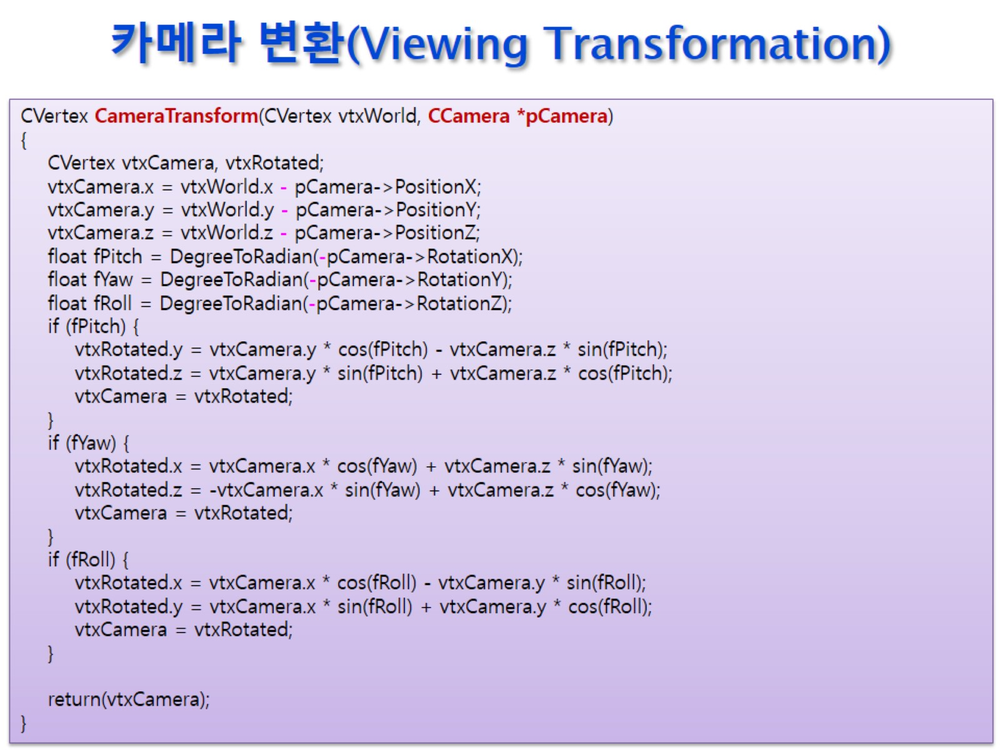 카메라 변환(Viewing Transformation)
CVertex CameraTransform(CVertex vtxWorld, CCamera *pCamera)
{
CVertex vtxCamera, vtxRotated;
vtxCamera.x = vtxWorld.x - pCamera->PositionX;
vtxCamera.y = vtxWorld.y - pCamera->PositionY;
vtxCamera.z = vtxWorld.z - pCamera->PositionZ;
float fPitch = DegreeToRadian(-pCamera->RotationX);
float fYaw = DegreeToRadian(-pCamera->RotationY);
float fRoll = DegreeToRadian(-pCamera->RotationZ);
if (fPitch) {
vtxRotated.y = vtxCamera.y * cos(fPitch) - vtxCamera.z * sin(fPitch);
vtxRotated.z = vtxCamera.y * sin(fPitch) + vtxCamera.z * cos(fPitch);
vtxCamera = vtxRotated;
}
if (fYaw) {
vtxRotated.x = vtxCamera.x * cos(fYaw) + vtxCamera.z * sin(fYaw);
vtxRotated.z = -vtxCamera.x * sin(fYaw) + vtxCamera.z * cos(fYaw);
vtxCamera = vtxRotated;
}
if (fRoll) {
vtxRotated.x = vtxCamera.x * cos(fRoll) - vtxCamera.y * sin(fRoll);
vtxRotated.y = vtxCamera.x * sin(fRoll) + vtxCamera.y * cos(fRoll);
vtxCamera = vtxRotated;
}
return(vtxCamera);
}